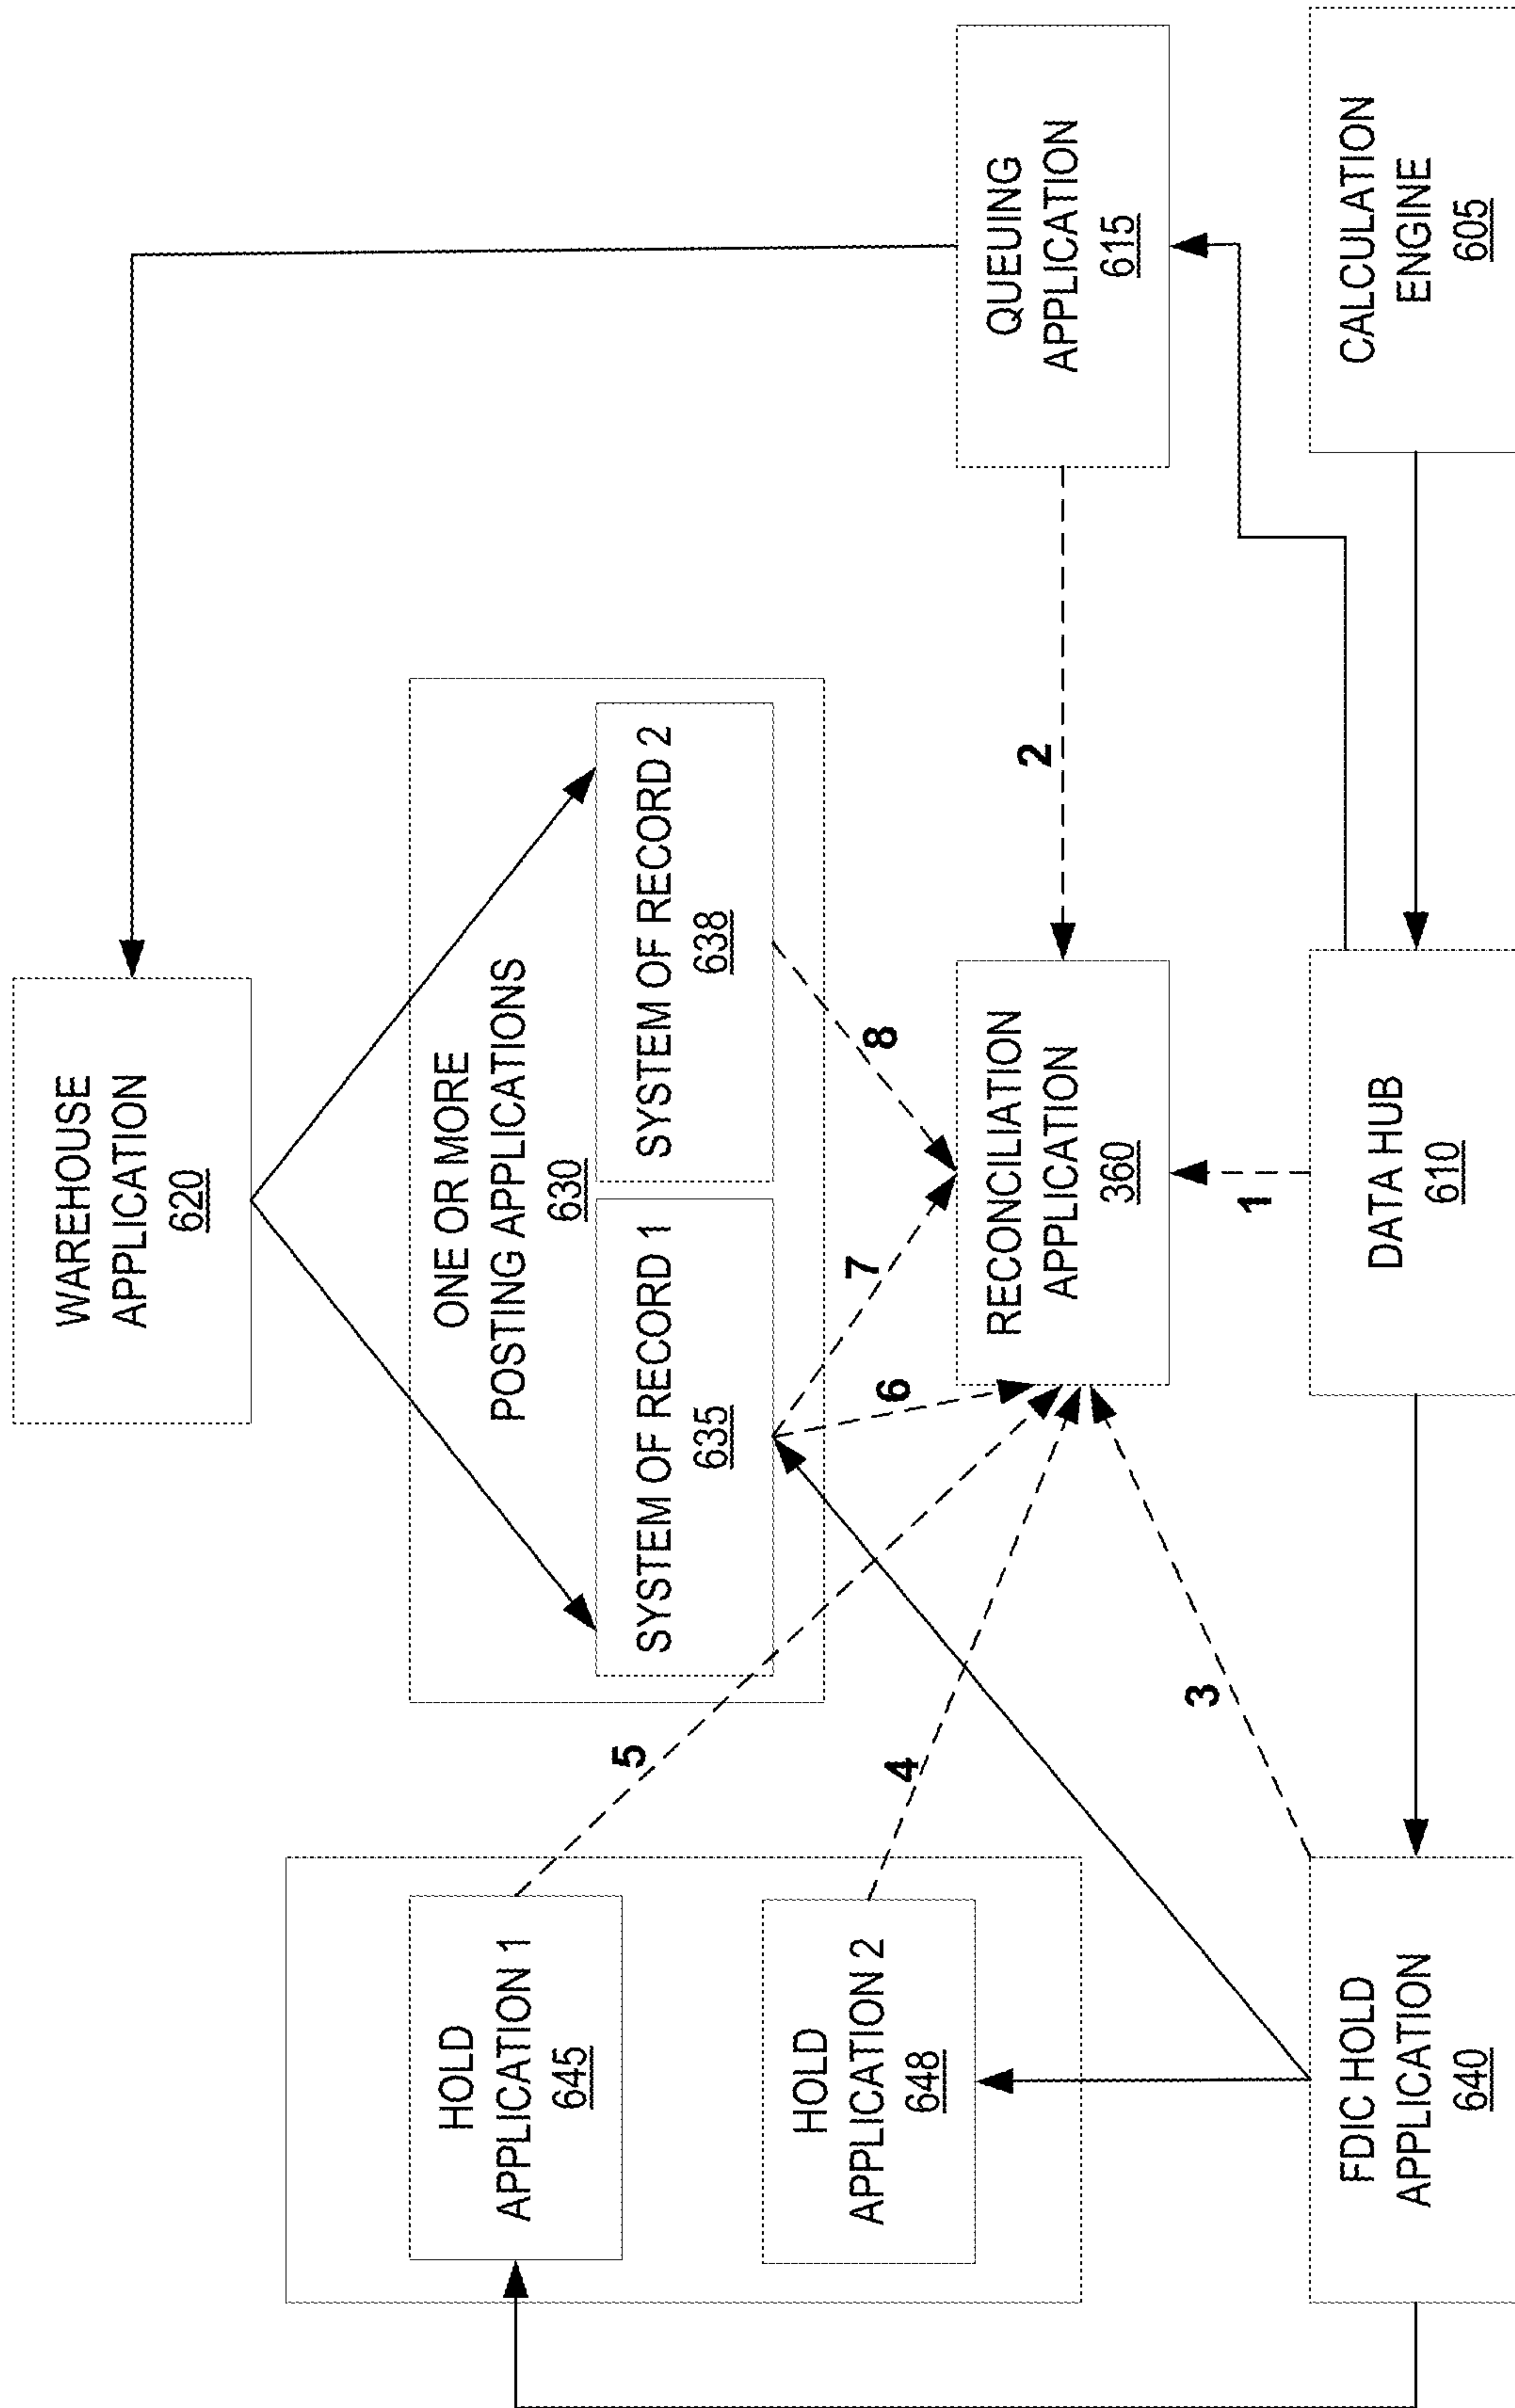 WAREHOUSE
APPLICATION
620
ONE OR MORE
POSTING APPLICATIONS
630
SYSTEM OF RECORD 1
635
SYSTEM OF RECORD 2
638
HOLD
APPLICATION 1
645
HOLD
APPLICATION 2
648
5
4
6
7
8
2
QUEUING
APPLICATION
615
RECONCILIATION
APPLICATION
360
3
1
FDIC HOLD
APPLICATION
640
DATA HUB
610
CALCULATION
ENGINE
605